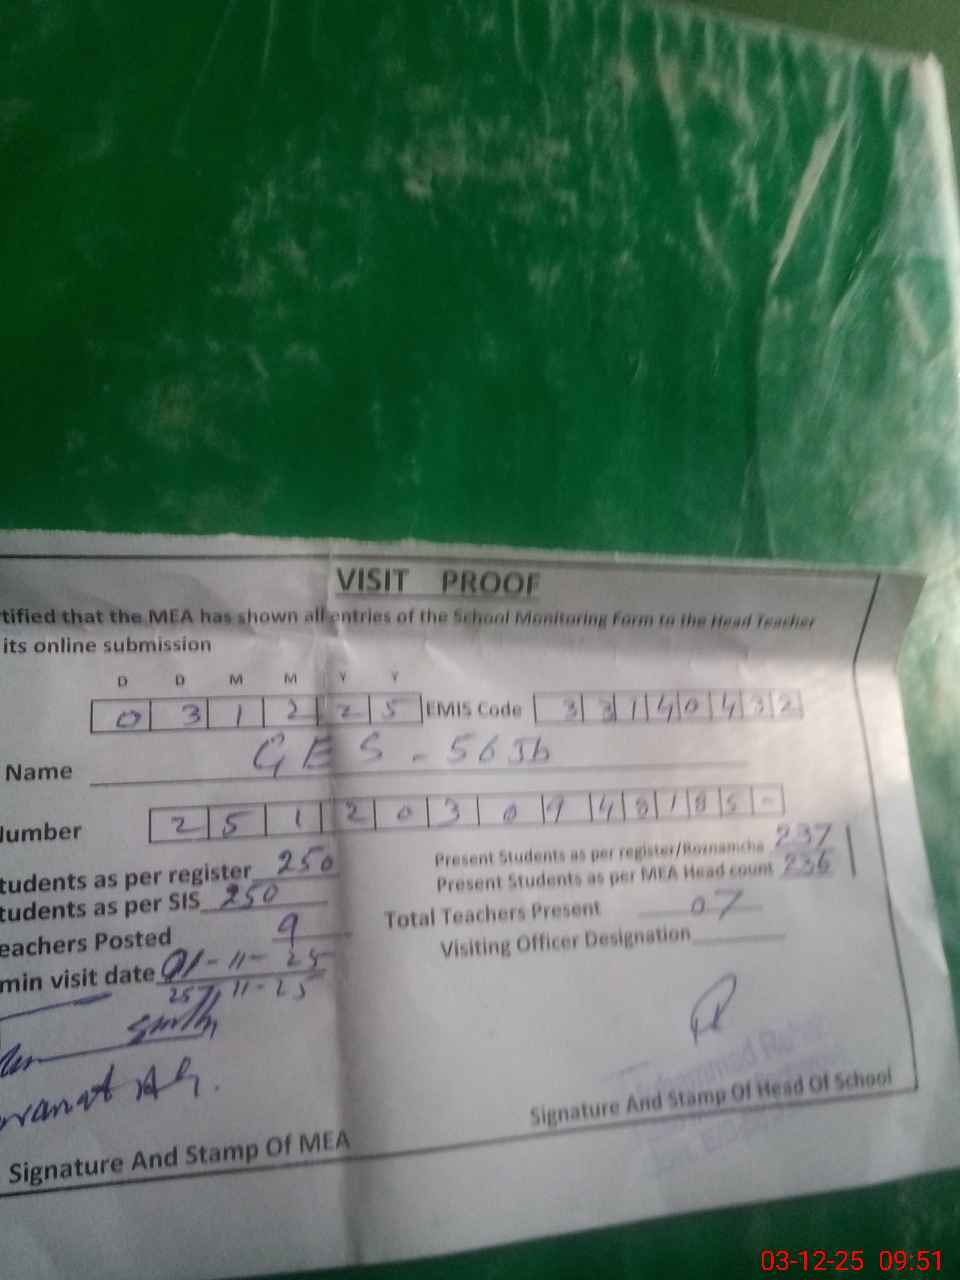 VISIT PROOF
tified that the MEA has shown all entries of the School Monitoring Form to the Head Teacher
its online submission
D D M M Y Y
0 3 1 2 2 5 EMIS Code 3 3 1 4 0 4 3 2
Name GES - 565
Number 2 5 1 2 0 3 0 9 4 8 1 8 5 -
tudents as per register 250 Present Students as per register/Roznamcha 237
tudents as per SIS 250 Present Students as per MEA Head count 236
eachers Posted 9 Total Teachers Present 07
min visit date 01-11-25 Visiting Officer Designation
25-11-25
Signature And Stamp Of MEA
Signature And Stamp Of Head Of School
03-12-25 09:51